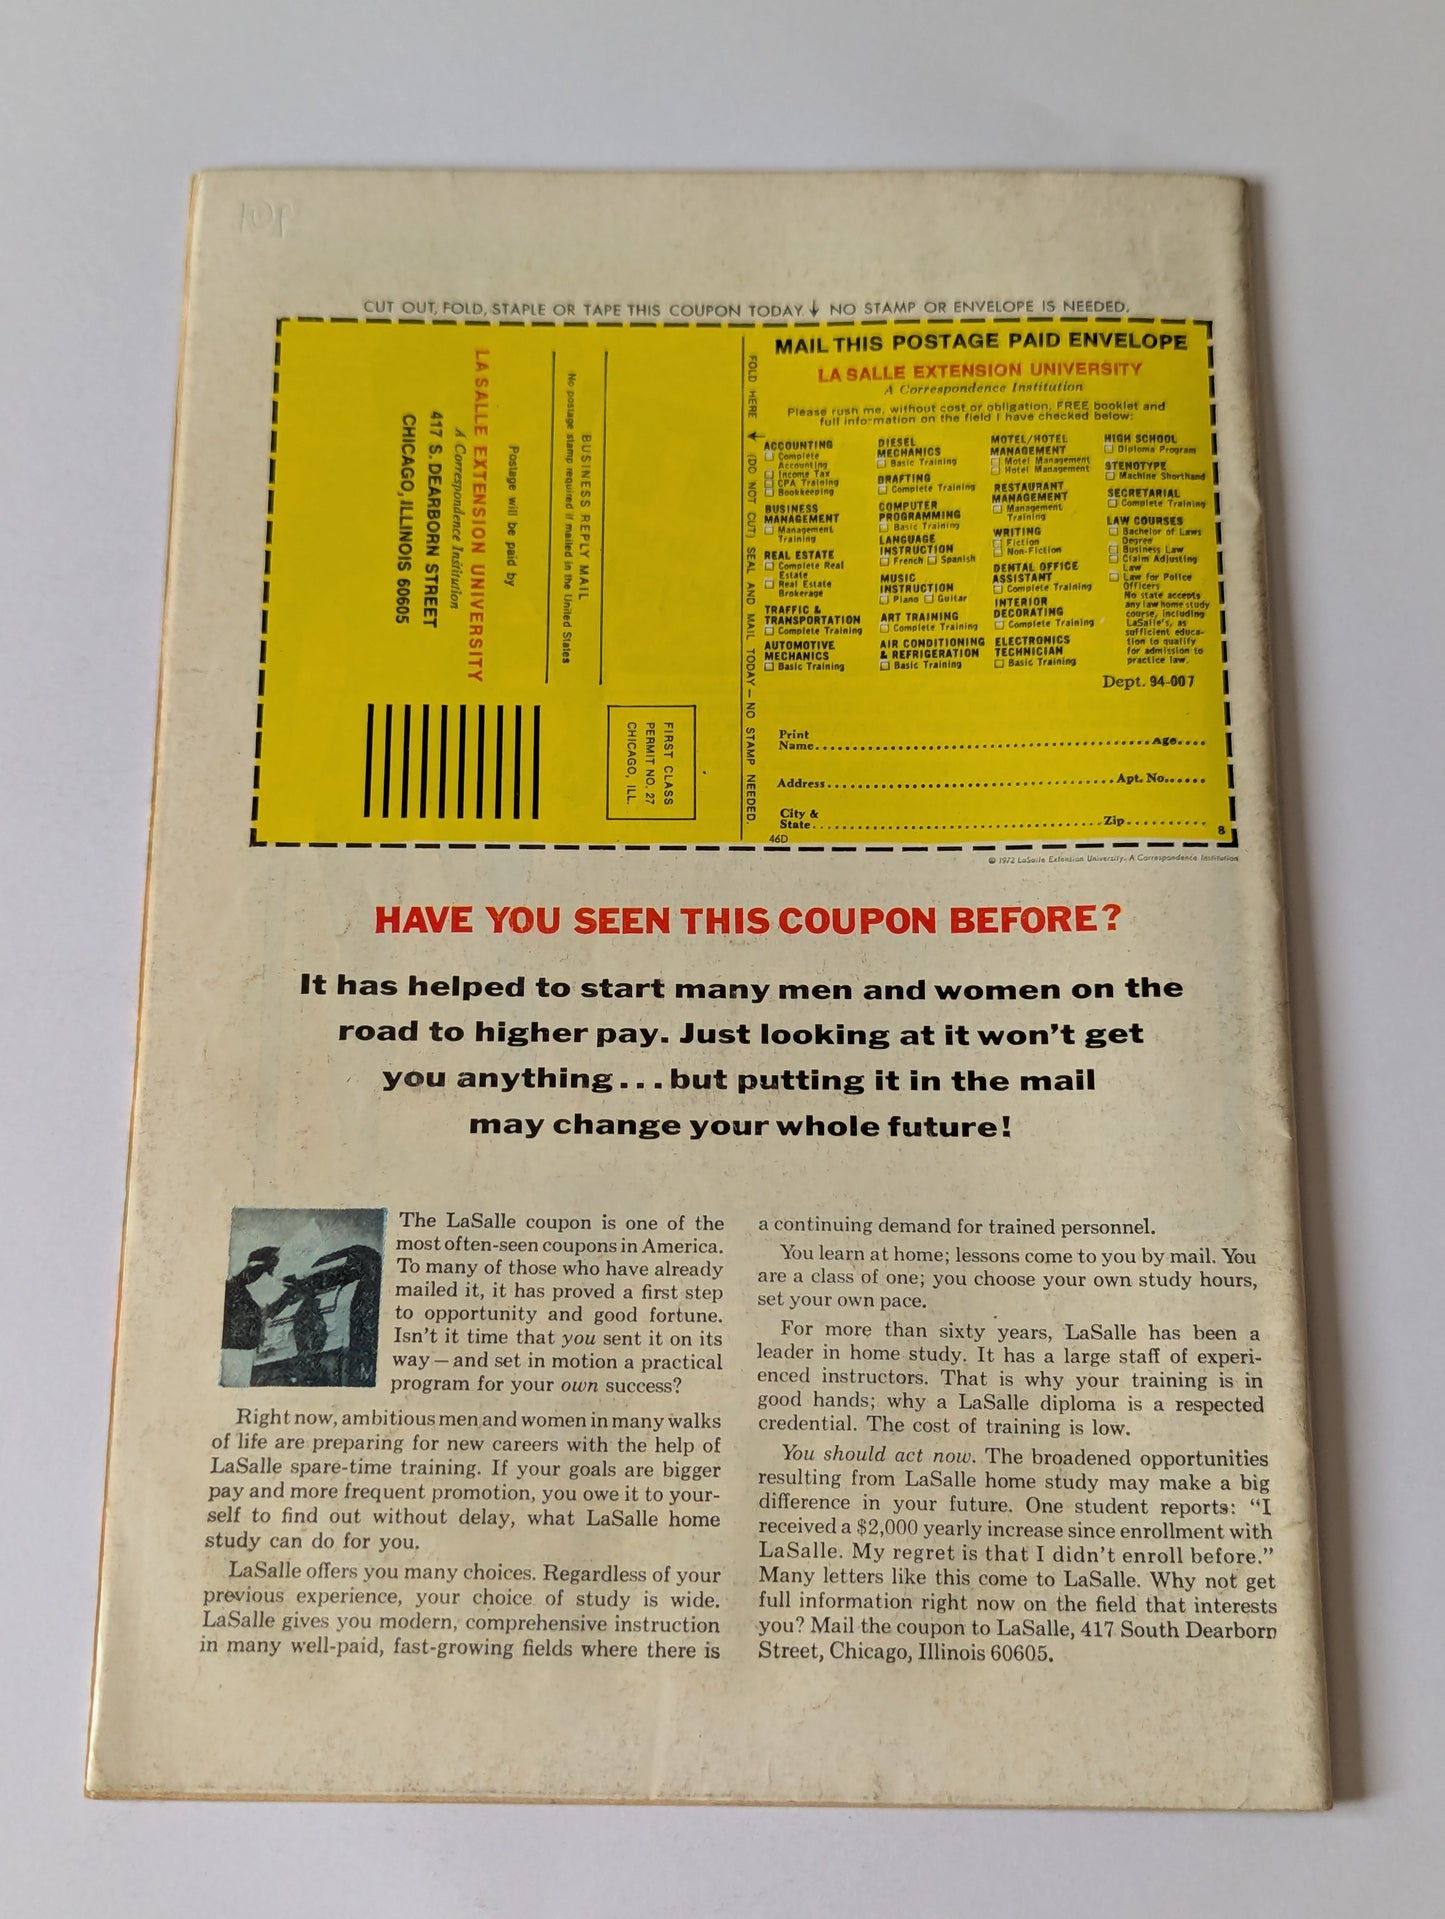 101
CUT OUT, FOLD, STAPLE OR TAPE THIS COUPON TODAY. ↓ NO STAMP OR ENVELOPE IS NEEDED.
LA SALLE EXTENSION UNIVERSITY
A Correspondence Institution
417 S. DEARBORN STREET
CHICAGO, ILLINOIS 60605
Postage will be paid by
BUSINESS REPLY MAIL
No postage stamp required if mailed in the United States
FIRST CLASS
PERMIT NO. 27
CHICAGO, ILL.
FOLD HERE → (DO NOT CUT) SEAL AND MAIL TODAY — NO STAMP NEEDED.
MAIL THIS POSTAGE PAID ENVELOPE
LA SALLE EXTENSION UNIVERSITY
A Correspondence Institution
Please rush me, without cost or obligation, FREE booklet and
full information on the field I have checked below:
ACCOUNTING
☐ Complete
Accounting
☐ Income Tax
☐ CPA Training
☐ Bookkeeping
BUSINESS
MANAGEMENT
☐ Management
Training
REAL ESTATE
☐ Complete Real
Estate
☐ Real Estate
Brokerage
TRAFFIC &
TRANSPORTATION
☐ Complete Training
AUTOMOTIVE
MECHANICS
☐ Basic Training
DIESEL
MECHANICS
☐ Basic Training
DRAFTING
☐ Complete Training
COMPUTER
PROGRAMMING
☐ Basic Training
LANGUAGE
INSTRUCTION
☐ French ☐ Spanish
MUSIC
INSTRUCTION
☐ Piano ☐ Guitar
ART TRAINING
☐ Complete Training
AIR CONDITIONING
& REFRIGERATION
☐ Basic Training
MOTEL/HOTEL
MANAGEMENT
☐ Motel Management
☐ Hotel Management
RESTAURANT
MANAGEMENT
☐ Management
Training
WRITING
☐ Fiction
☐ Non-Fiction
DENTAL OFFICE
ASSISTANT
☐ Complete Training
INTERIOR
DECORATING
☐ Complete Training
ELECTRONICS
TECHNICIAN
☐ Basic Training
HIGH SCHOOL
☐ Diploma Program
STENOTYPE
☐ Machine Shorthand
SECRETARIAL
☐ Complete Training
LAW COURSES
☐ Bachelor of Laws
Degree
☐ Business Law
☐ Claim Adjusting
Law
☐ Law for Police
Officers
No state accepts
any law home study
course, including
LaSalle's, as
sufficient educa-
tion to qualify
for admission to
practice law.
Dept. 94-007
Print
Name.......... Age....
Address.......... Apt. No......
City &
State.......... Zip..........
46D
8
© 1972 LaSalle Extension University. A Correspondence Institution
HAVE YOU SEEN THIS COUPON BEFORE?
It has helped to start many men and women on the
road to higher pay. Just looking at it won't get
you anything...but putting it in the mail
may change your whole future!
The LaSalle coupon is one of the
most often-seen coupons in America.
To many of those who have already
mailed it, it has proved a first step
to opportunity and good fortune.
Isn't it time that you sent it on its
way—and set in motion a practical
program for your own success?
Right now, ambitious men and women in many walks
of life are preparing for new careers with the help of
LaSalle spare-time training. If your goals are bigger
pay and more frequent promotion, you owe it to your-
self to find out without delay, what LaSalle home
study can do for you.
LaSalle offers you many choices. Regardless of your
previous experience, your choice of study is wide.
LaSalle gives you modern, comprehensive instruction
in many well-paid, fast-growing fields where there is
a continuing demand for trained personnel.
You learn at home; lessons come to you by mail. You
are a class of one; you choose your own study hours,
set your own pace.
For more than sixty years, LaSalle has been a
leader in home study. It has a large staff of experi-
enced instructors. That is why your training is in
good hands; why a LaSalle diploma is a respected
credential. The cost of training is low.
You should act now. The broadened opportunities
resulting from LaSalle home study may make a big
difference in your future. One student reports: "I
received a $2,000 yearly increase since enrollment with
LaSalle. My regret is that I didn't enroll before."
Many letters like this come to LaSalle. Why not get
full information right now on the field that interests
you? Mail the coupon to LaSalle, 417 South Dearborn
Street, Chicago, Illinois 60605.